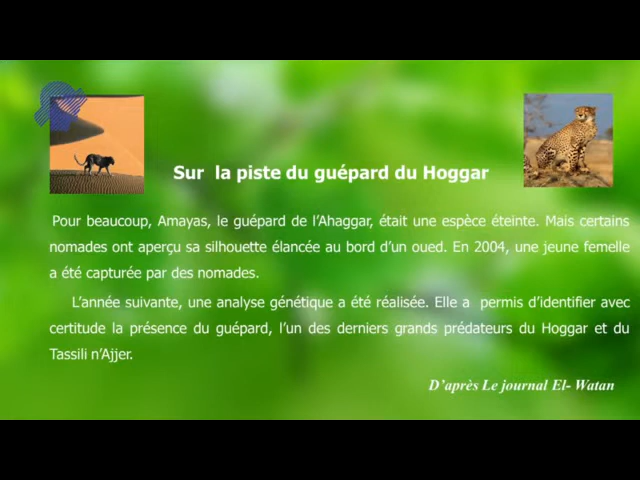 Sur la piste du guépard du Hoggar
Pour beaucoup, Amayas, le guépard de l’Ahaggar, était une espèce éteinte. Mais certains
nomades ont aperçu sa silhouette élancée au bord d’un oued. En 2004, une jeune femelle
a été capturée par des nomades.
L’année suivante, une analyse génétique a été réalisée. Elle a permis d’identifier avec
certitude la présence du guépard, l’un des derniers grands prédateurs du Hoggar et du
Tassili n’Ajjer.
D’après Le journal El- Watan